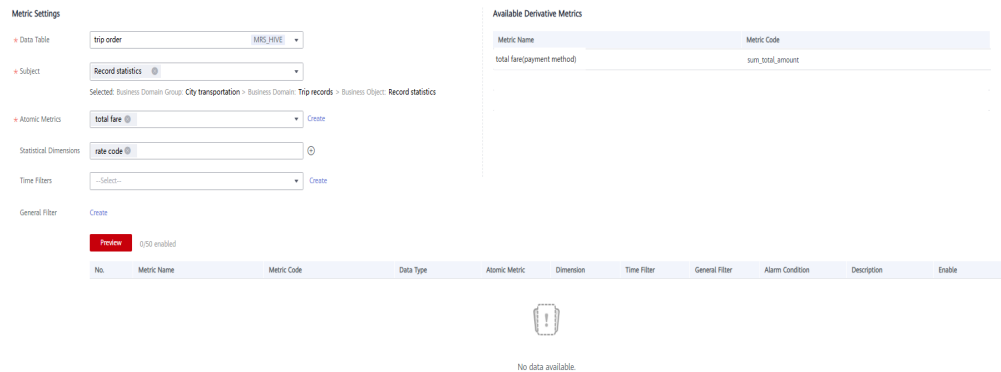 Metric Settings
* Data Table
trip order
MRS_HIVE
* Subject
Record statistics
Selected: Business Domain Group: City transportation > Business Domain: Trip records > Business Object: Record statistics
* Atomic Metrics
total fare
Create
Statistical Dimensions
rate code
Time Filters
--Select--
Create
General Filter
Create
Preview
0/50 enabled
Available Derivative Metrics
Metric Name Metric Code
total fare(payment method) sum_total_amount
No. Metric Name Metric Code Data Type Atomic Metric Dimension Time Filter General Filter Alarm Condition Description Enable
No data available.